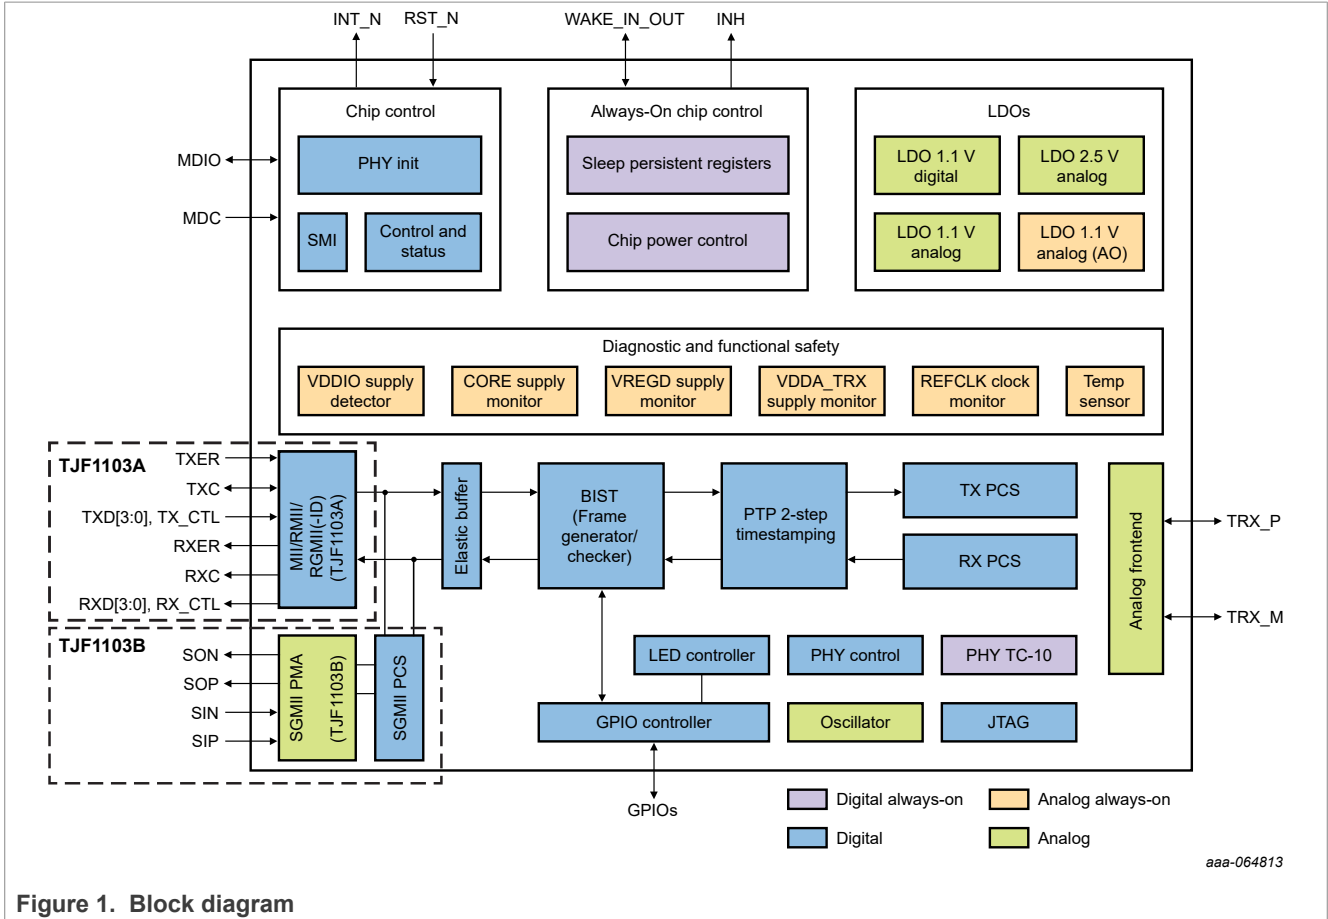 INT_N
RST_N
WAKE_IN_OUT
INH
Chip control
Always-On chip control
LDOs
MDIO
PHY init
Sleep persistent registers
LDO 1.1 V
digital
LDO 2.5 V
analog
MDC
SMI
Control and
status
Chip power control
LDO 1.1 V
analog
LDO 1.1 V
analog (AO)
Diagnostic and functional safety
VDDIO supply
detector
CORE supply
monitor
VREGD supply
monitor
VDDA_TRX
supply monitor
REFCLK clock
monitor
Temp
sensor
TJF1103A
TXER
TXC
TXD[3:0], TX_CTL
RXER
RXC
RXD[3:0], RX_CTL
MII/RMII/
RGMII(-ID)
(TJF1103A)
Elastic buffer
BIST
(Frame
generator/
checker)
PTP 2-step
timestamping
TX PCS
RX PCS
Analog frontend
TRX_P
TRX_M
TJF1103B
SON
SOP
SIN
SIP
SGMII PMA
(TJF1103B)
SGMII PCS
LED controller
PHY control
PHY TC-10
GPIO controller
Oscillator
JTAG
GPIOs
Digital always-on
Analog always-on
Digital
Analog
aaa-064813
Figure 1. Block diagram